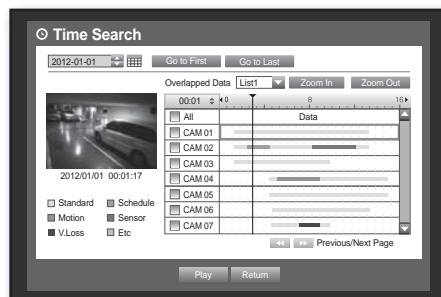 Time Search
2012-01-01
Go to First
Go to Last
Overlapped Data
List1
Zoom In
Zoom Out
00:01
0
8
16
All
Data
CAM 01
CAM 02
CAM 03
CAM 04
CAM 05
CAM 06
CAM 07
2012/01/01 00:01:17
Standard
Schedule
Motion
Sensor
V.Loss
Etc
Previous/Next Page
Play
Return